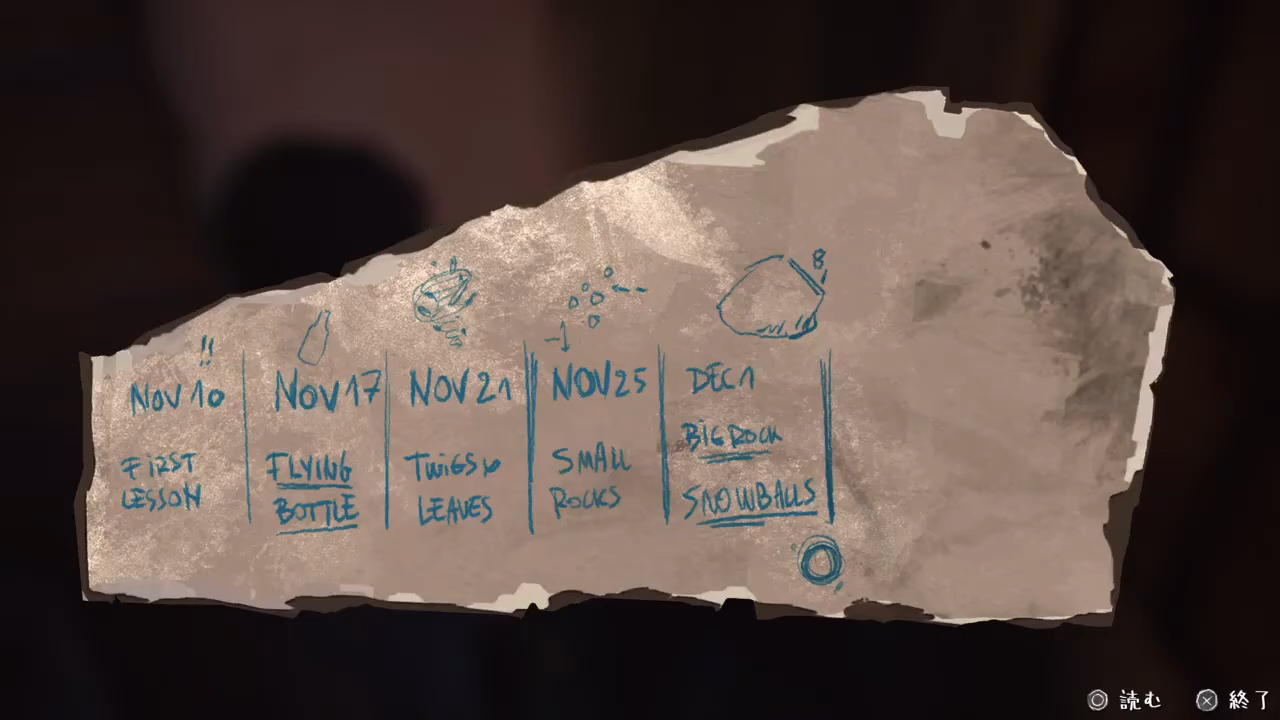 !!
NOV 10
FIRST
LESSON
NOV 17
FLYING
BOTTLE
NOV 21
TWIGS &
LEAVES
NOV 25
SMALL
ROCKS
8
DEC 1
BIG ROCK
SNOWBALLS
読む
終了